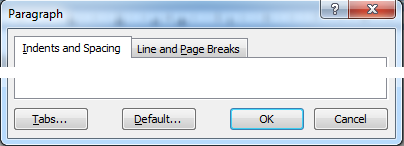 Paragraph
Indents and Spacing Line and Page Breaks
Tabs... Default... OK Cancel